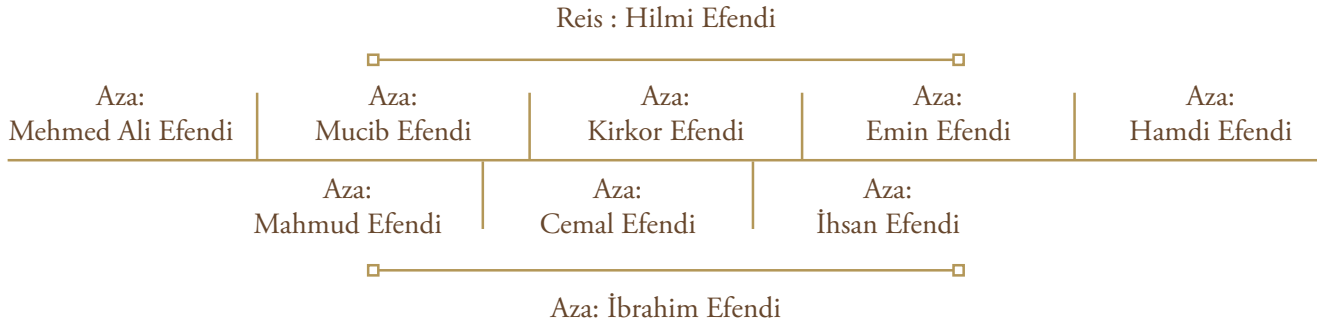 Reis : Hilmi Efendi
Aza:
Mehmed Ali Efendi
Aza:
Mucib Efendi
Aza:
Kirkor Efendi
Aza:
Emin Efendi
Aza:
Hamdi Efendi
Aza:
Mahmud Efendi
Aza:
Cemal Efendi
Aza:
İhsan Efendi
Aza: İbrahim Efendi